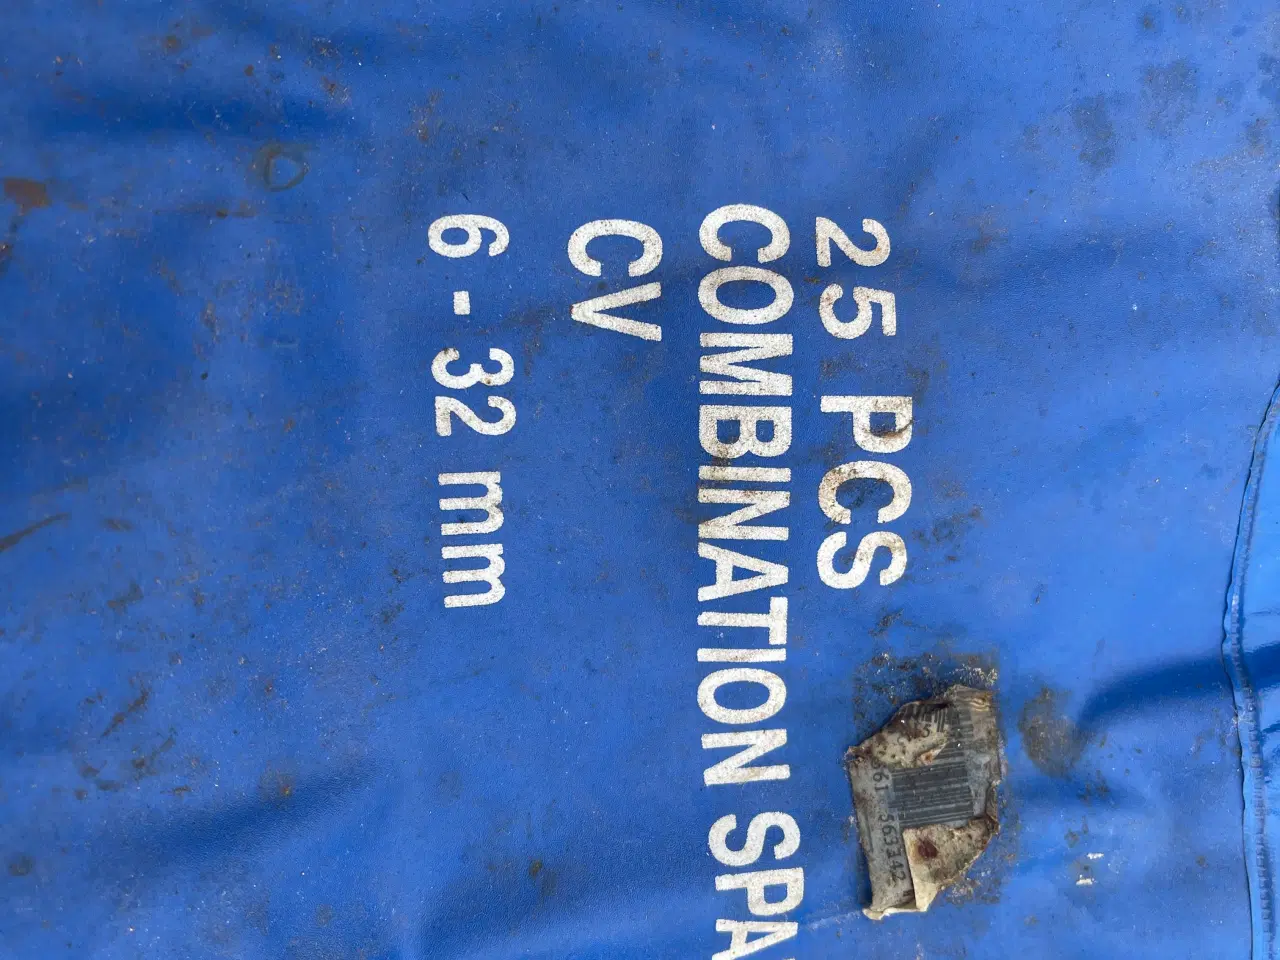 25 PCS
COMBINATION SPA
CV
6 - 32 mm